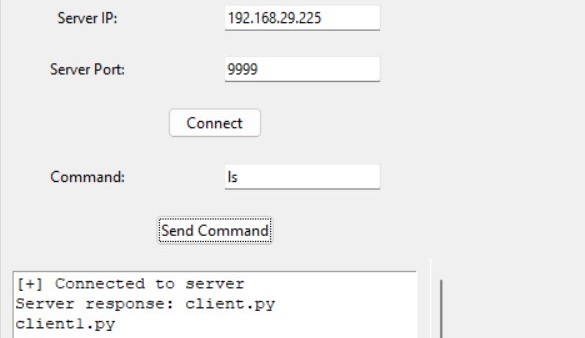 Server IP: 192.168.29.225
Server Port: 9999
Connect
Command: ls
Send Command
[+] Connected to server
Server response: client.py
client1.py